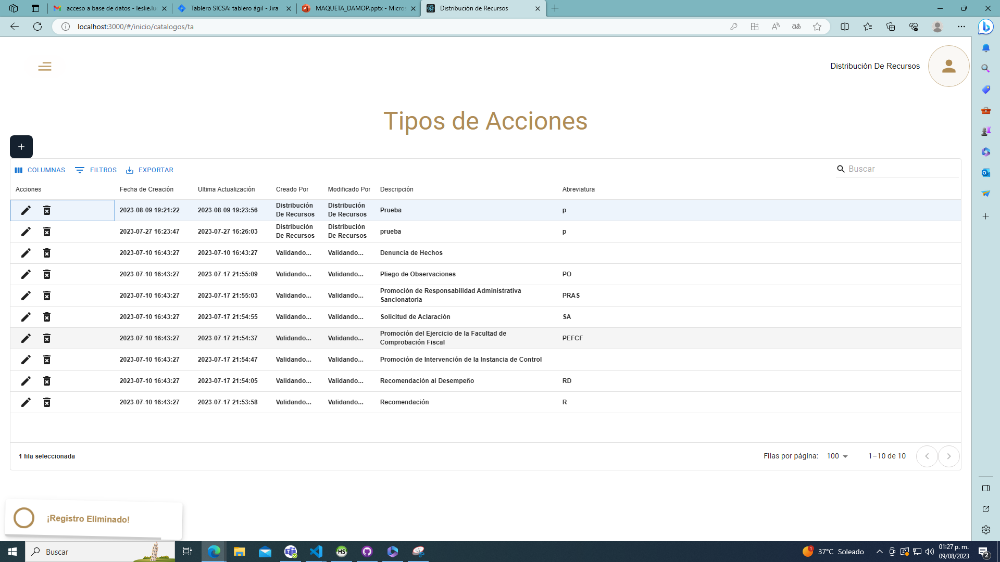 acceso a base de datos - leslie.lu
Tablero SICSA: tablero ágil - Jira
MAQUETA_DAMOP.pptx - Micros
Distribución de Recursos
localhost:3000/#/inicio/catalogos/ta
Distribución De Recursos
Tipos de Acciones
+
COLUMNAS FILTROS EXPORTAR Buscar
Acciones Fecha de Creación Ultima Actualización Creado Por Modificado Por Descripción Abreviatura
2023-08-09 19:21:22 2023-08-09 19:23:56 Distribución De Recursos Distribución De Recursos Prueba p
2023-07-27 16:23:47 2023-07-27 16:26:03 Distribución De Recursos Distribución De Recursos prueba p
2023-07-10 16:43:27 2023-07-10 16:43:27 Validando... Validando... Denuncia de Hechos
2023-07-10 16:43:27 2023-07-17 21:55:09 Validando... Validando... Pliego de Observaciones PO
2023-07-10 16:43:27 2023-07-17 21:55:03 Validando... Validando... Promoción de Responsabilidad Administrativa Sancionatoria PRAS
2023-07-10 16:43:27 2023-07-17 21:54:55 Validando... Validando... Solicitud de Aclaración SA
2023-07-10 16:43:27 2023-07-17 21:54:37 Validando... Validando... Promoción del Ejercicio de la Facultad de Comprobación Fiscal PEFCF
2023-07-10 16:43:27 2023-07-17 21:54:47 Validando... Validando... Promoción de Intervención de la Instancia de Control
2023-07-10 16:43:27 2023-07-17 21:54:05 Validando... Validando... Recomendación al Desempeño RD
2023-07-10 16:43:27 2023-07-17 21:53:58 Validando... Validando... Recomendación R
1 fila seleccionada Filas por página: 100 1–10 de 10
¡Registro Eliminado!
Buscar
HS
1
37°C Soleado
01:27 p. m.
09/08/2023
2